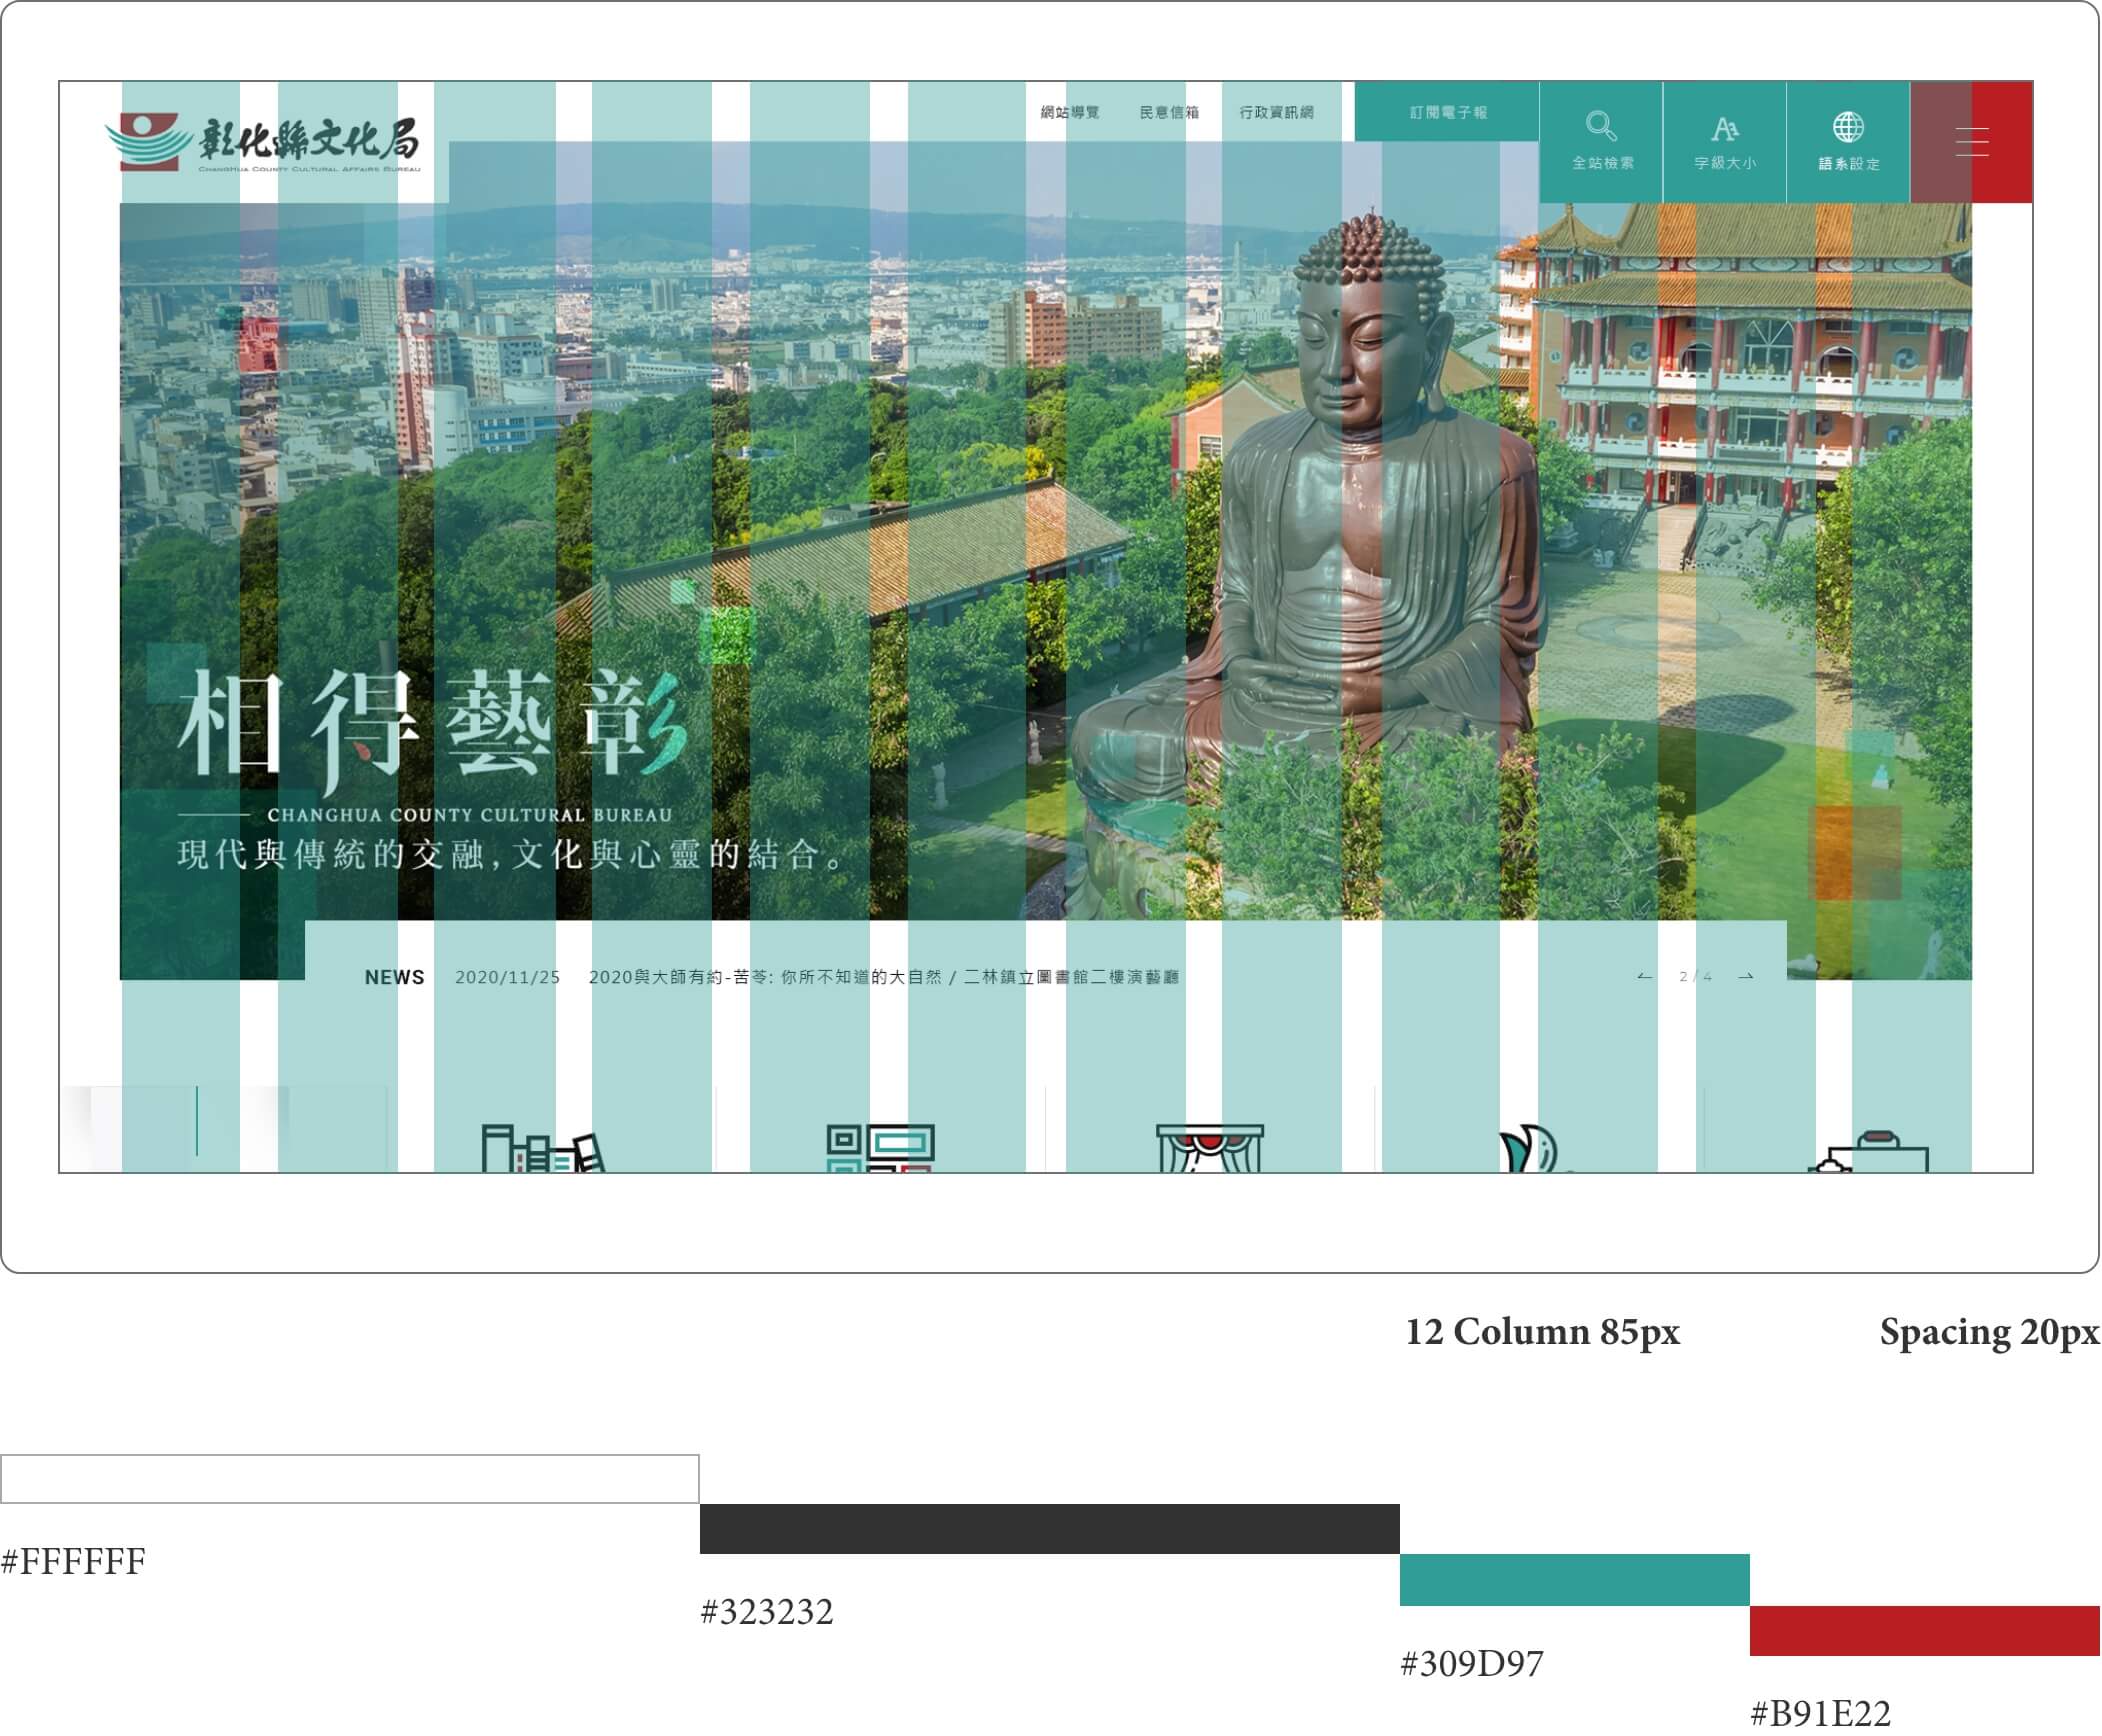 彰化縣文化局
CHANGHUA COUNTY CULTURAL AFFAIRS BUREAU
網站導覽 民意信箱 行政資訊網 訂閱電子報
全站檢索 字級大小 語系設定
相得藝彰
CHANGHUA COUNTY CULTURAL BUREAU
現代與傳統的交融,文化與心靈的結合。
NEWS 2020/11/25 2020與大師有約-苦苓: 你所不知道的大自然 / 二林鎮立圖書館二樓演藝廳 2 / 4
12 Column 85px Spacing 20px
#FFFFFF
#323232
#309D97
#B91E22